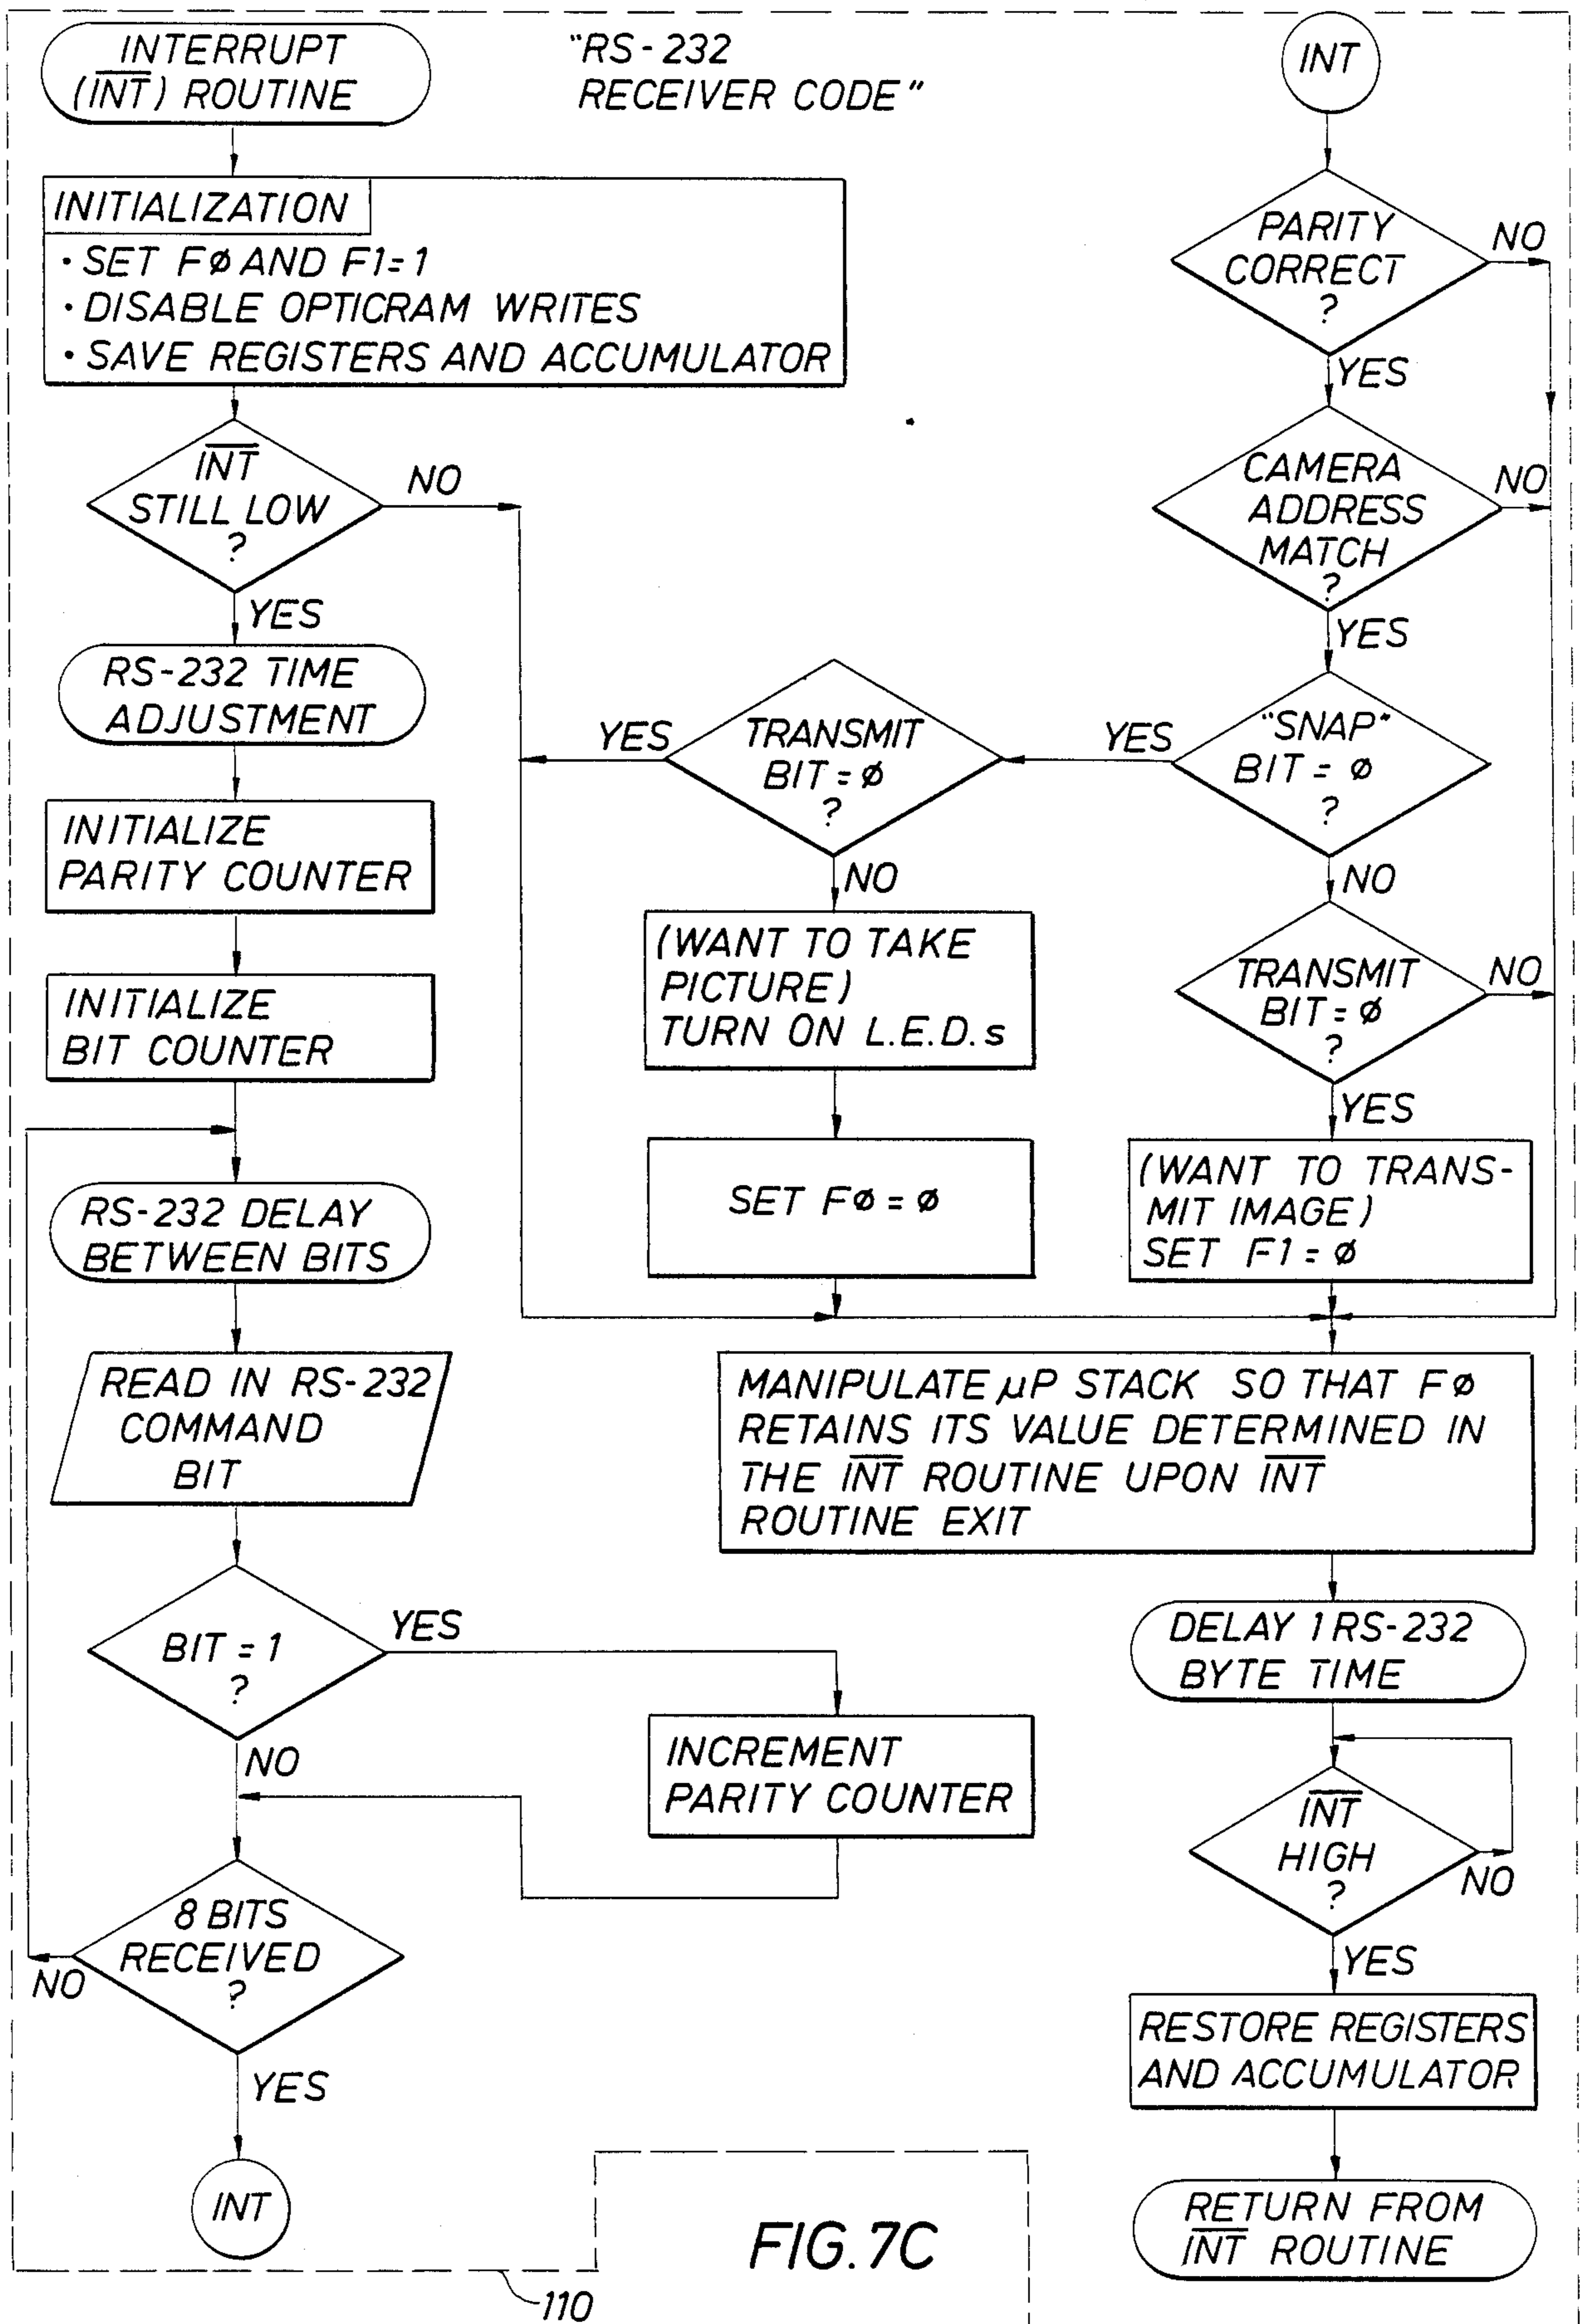 INTERRUPT
(INT) ROUTINE
"RS-232
RECEIVER CODE"
INITIALIZATION
· SET FØ AND F1=1
· DISABLE OPTICRAM WRITES
· SAVE REGISTERS AND ACCUMULATOR
INT
STILL LOW
?
NO
YES
RS-232 TIME
ADJUSTMENT
INITIALIZE
PARITY COUNTER
INITIALIZE
BIT COUNTER
RS-232 DELAY
BETWEEN BITS
READ IN RS-232
COMMAND
BIT
BIT = 1
?
YES
NO
INCREMENT
PARITY COUNTER
8 BITS
RECEIVED
?
NO
YES
INT
INT
PARITY
CORRECT
?
NO
YES
CAMERA
ADDRESS
MATCH
?
NO
YES
"SNAP"
BIT = Ø
?
YES
NO
TRANSMIT
BIT = Ø
?
YES
NO
(WANT TO TAKE
PICTURE)
TURN ON L.E.D.s
SET FØ = Ø
TRANSMIT
BIT = Ø
?
NO
YES
(WANT TO TRANS-
MIT IMAGE)
SET F1 = Ø
MANIPULATE µP STACK SO THAT FØ
RETAINS ITS VALUE DETERMINED IN
THE INT ROUTINE UPON INT
ROUTINE EXIT
DELAY 1 RS-232
BYTE TIME
INT
HIGH
?
NO
YES
RESTORE REGISTERS
AND ACCUMULATOR
RETURN FROM
INT ROUTINE
FIG. 7C
110